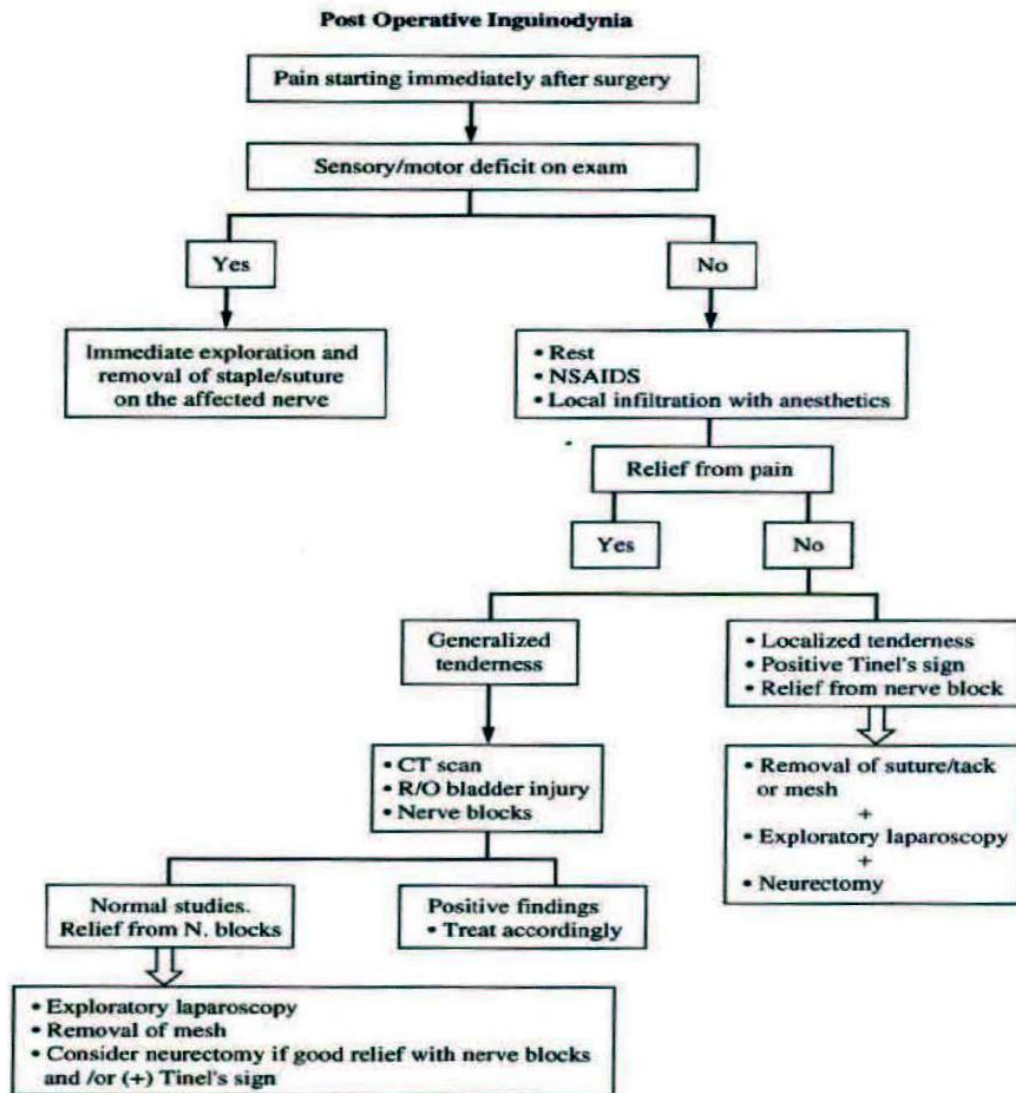 Post Operative Inguinodynia
Pain starting immediately after surgery
Sensory/motor deficit on exam
Yes
No
Immediate exploration and
removal of staple/suture
on the affected nerve
• Rest
• NSAIDS
• Local infiltration with anesthetics
Relief from pain
Yes
No
Generalized
tenderness
• Localized tenderness
• Positive Tinel's sign
• Relief from nerve block
• CT scan
• R/O bladder injury
• Nerve blocks
• Removal of suture/tack
or mesh
+
• Exploratory laparoscopy
+
• Neurectomy
Normal studies.
Relief from N. blocks
Positive findings
• Treat accordingly
• Exploratory laparoscopy
• Removal of mesh
• Consider neurectomy if good relief with nerve blocks
and /or (+) Tinel's sign